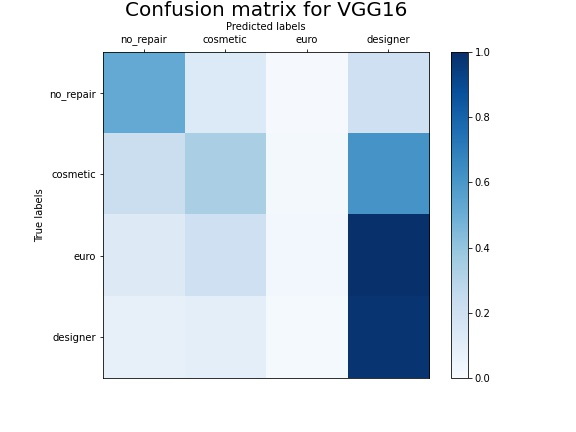 Confusion matrix for VGG16
Predicted labels
no_repair cosmetic euro designer
True labels
no_repair
cosmetic
euro
designer
1.0
0.8
0.6
0.4
0.2
0.0